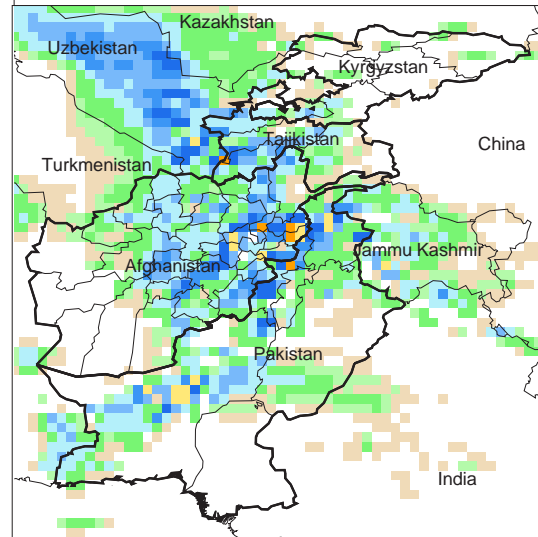 Kazakhstan
Uzbekistan
Kyrgyzstan
Tajikistan
China
Turkmenistan
Jammu Kashmir
Afghanistan
Pakistan
India